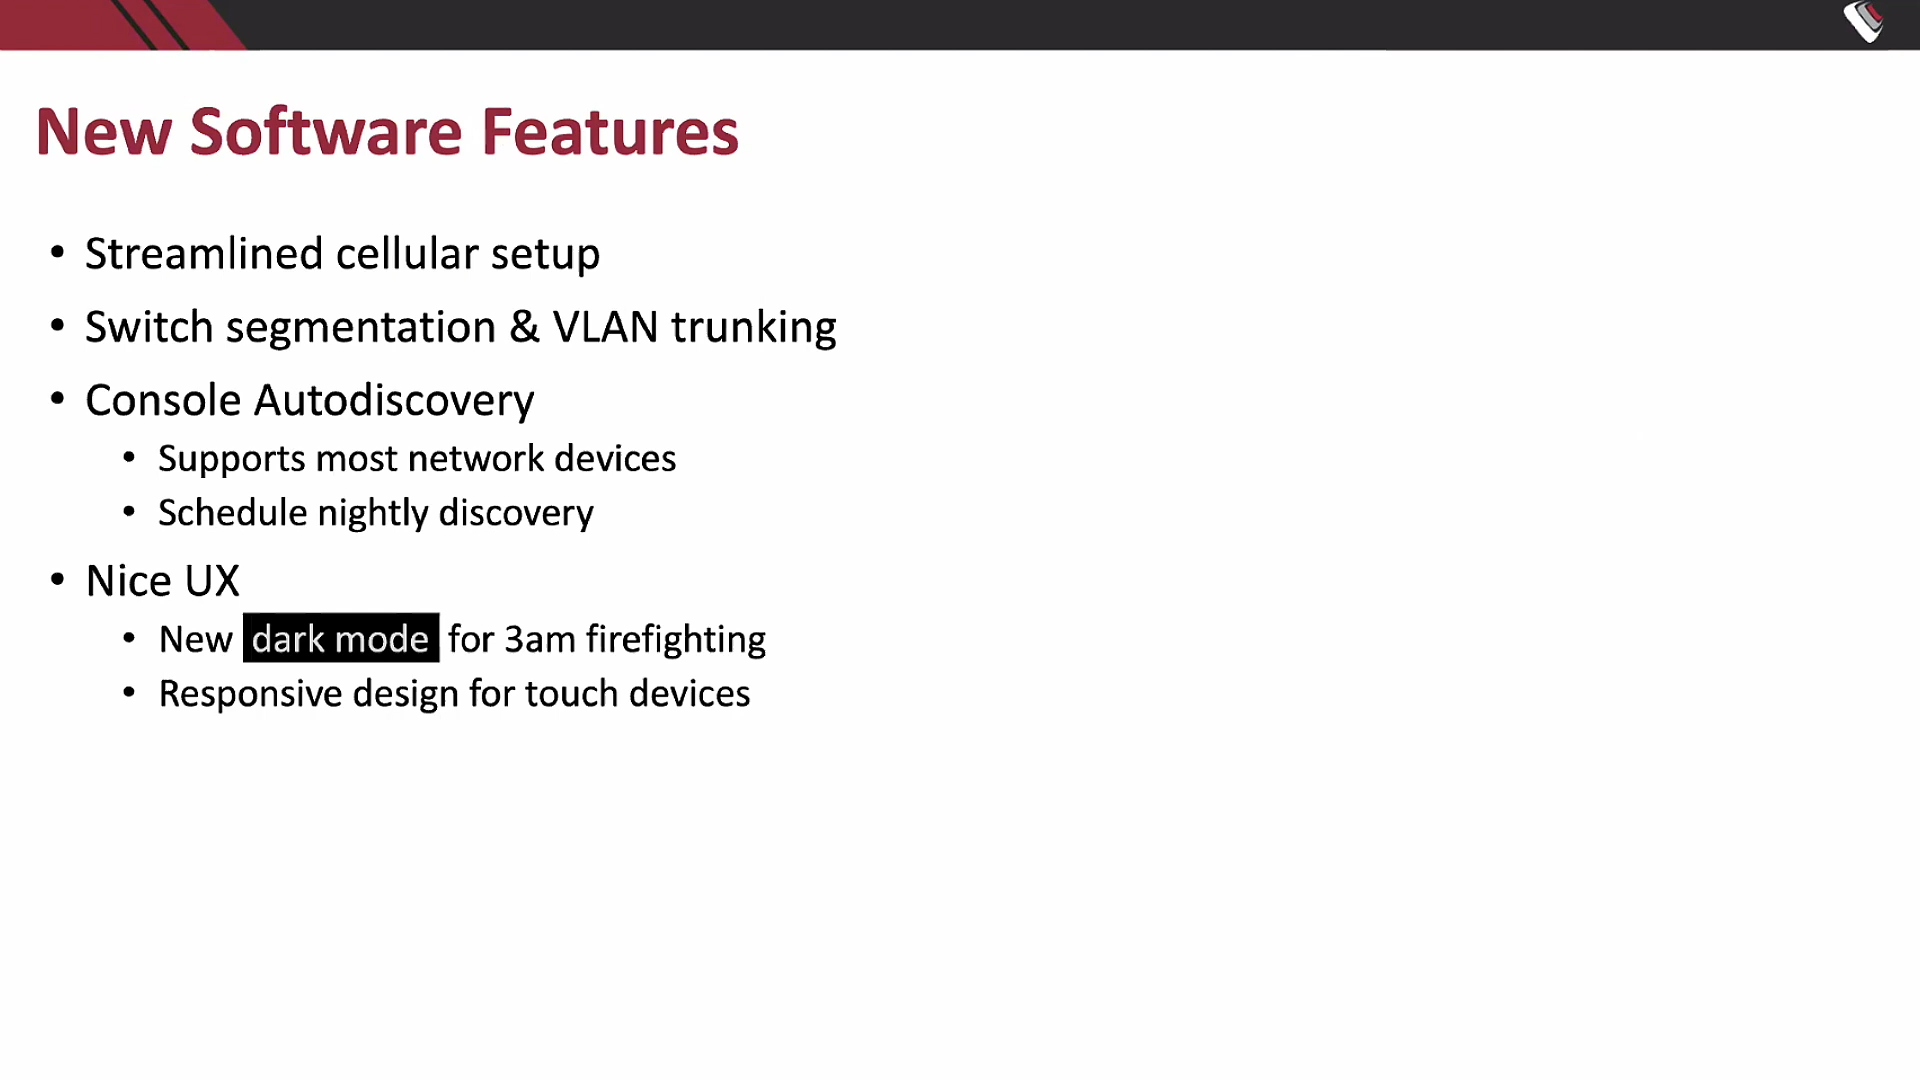 New Software Features
• Streamlined cellular setup
• Switch segmentation & VLAN trunking
• Console Autodiscovery
• Supports most network devices
• Schedule nightly discovery
• Nice UX
• New dark mode for 3am firefighting
• Responsive design for touch devices